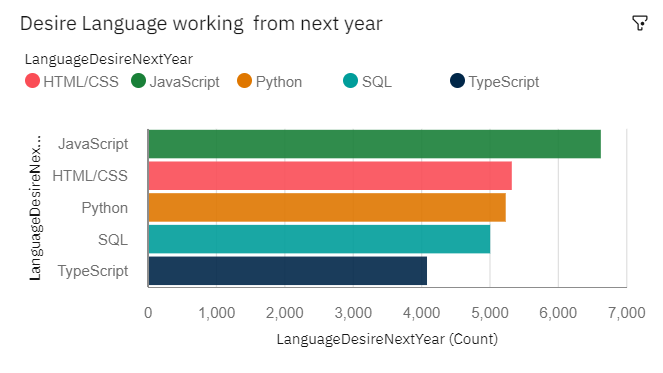 Desire Language working  from next year
LanguageDesireNextYear
HTML/CSS JavaScript Python SQL TypeScript
LanguageDesireNex...
JavaScript
HTML/CSS
Python
SQL
TypeScript
0 1,000 2,000 3,000 4,000 5,000 6,000 7,000
LanguageDesireNextYear (Count)